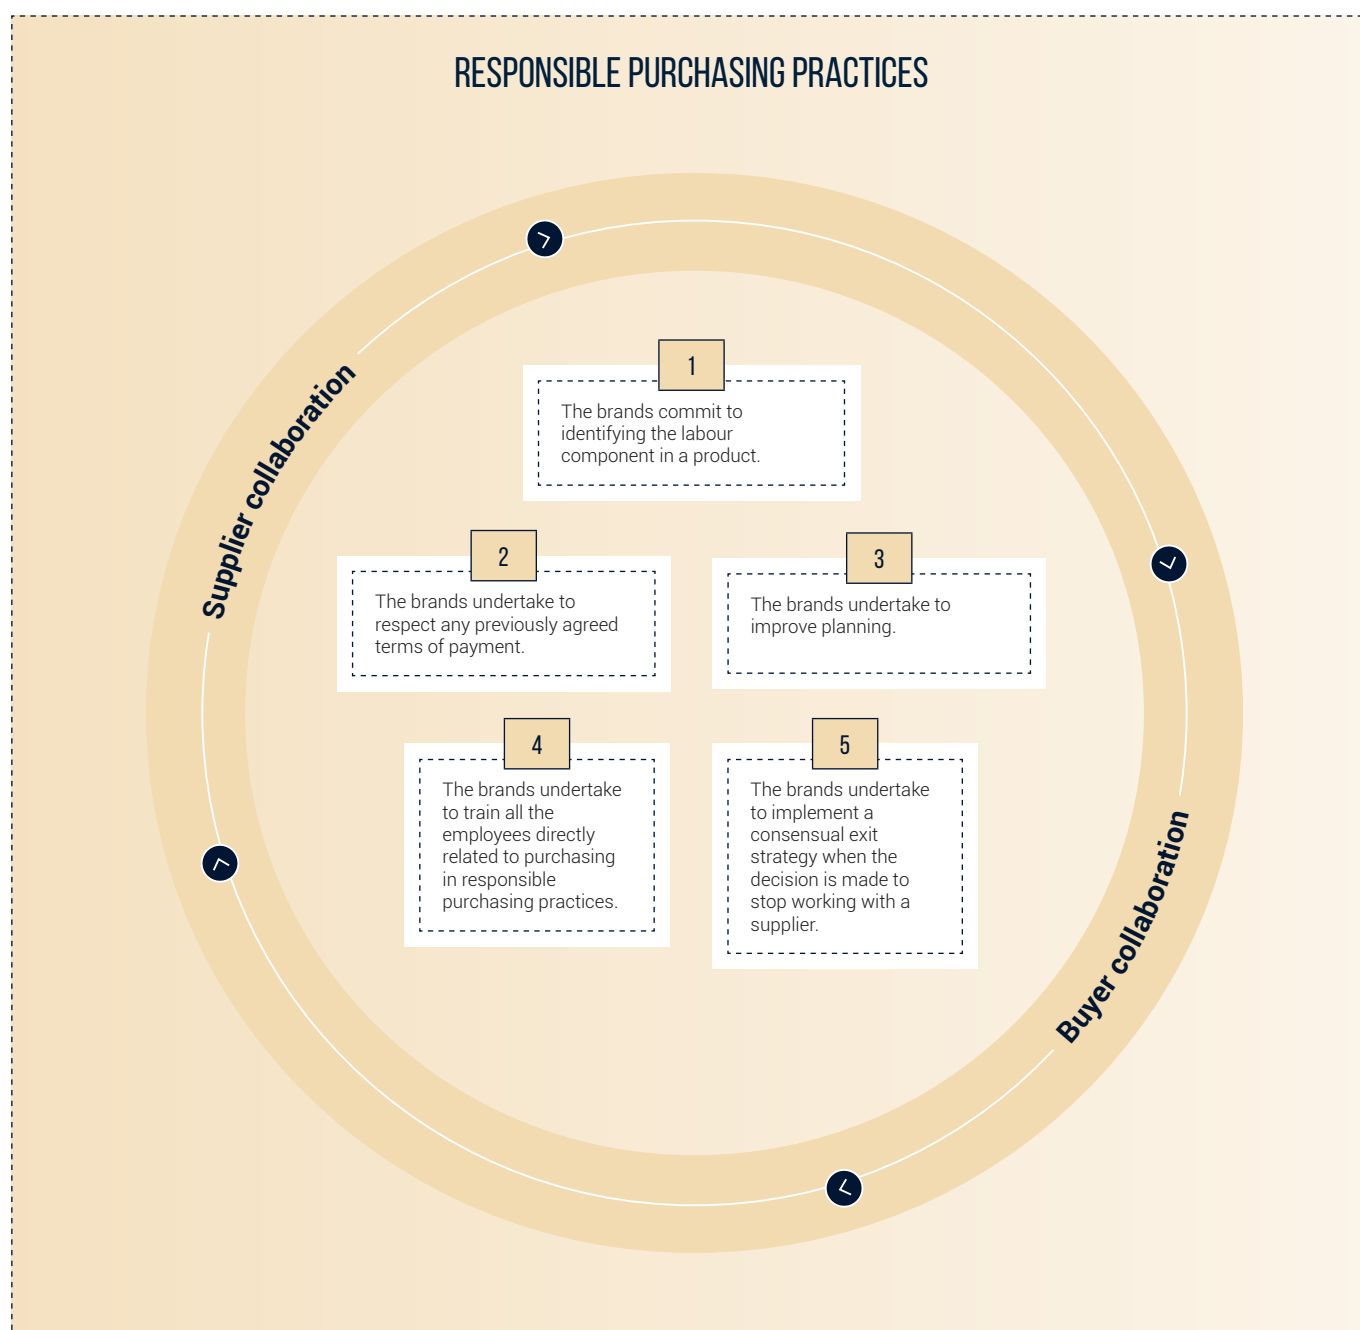 RESPONSIBLE PURCHASING PRACTICES
Supplier collaboration
1
The brands commit to
identifying the labour
component in a product.
2
The brands undertake to
respect any previously agreed
terms of payment.
3
The brands undertake to
improve planning.
4
The brands undertake
to train all the
employees directly
related to purchasing
in responsible
purchasing practices.
5
The brands undertake
to implement a
consensual exit
strategy when the
decision is made to
stop working with a
supplier.
Buyer collaboration